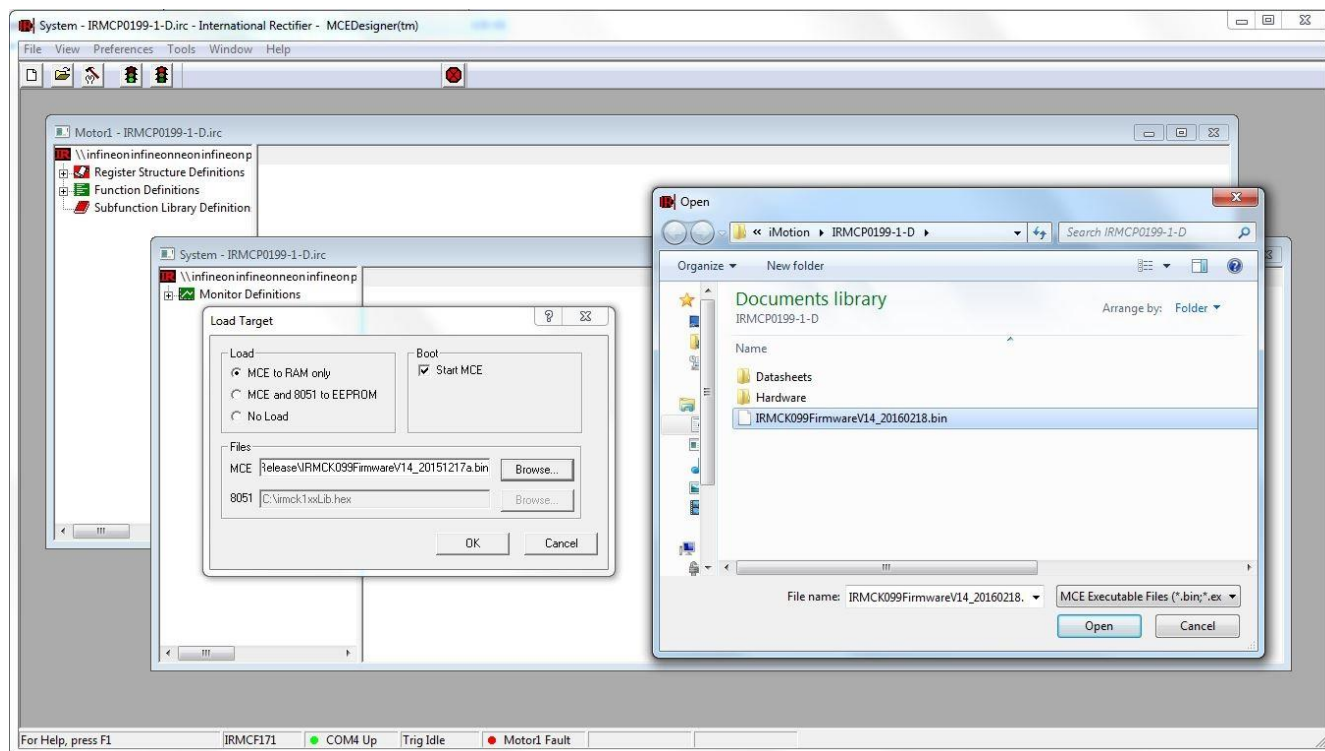 System - IRMCP0199-1-D.irc - International Rectifier - MCEDesigner(tm)
File View Preferences Tools Window Help
Motor1 - IRMCP0199-1-D.irc
IR \\infineoninfineonneoninfineonp
Register Structure Definitions
Function Definitions
Subfunction Library Definition
System - IRMCP0199-1-D.irc
IR \\infineoninfineonneoninfineonp
Monitor Definitions
Load Target
Load
MCE to RAM only
MCE and 8051 to EEPROM
No Load
Boot
Start MCE
Files
MCE Release\IRMCK099FirmwareV14_20151217a.bin Browse...
8051 C:\irmck1xxLib.hex Browse...
OK Cancel
Open
« iMotion IRMCP0199-1-D Search IRMCP0199-1-D
Organize New folder
Documents library
IRMCP0199-1-D
Arrange by: Folder
Name
Datasheets
Hardware
IRMCK099FirmwareV14_20160218.bin
File name: IRMCK099FirmwareV14_20160218. MCE Executable Files (*.bin;*.ex
Open Cancel
For Help, press F1 IRMCF171 COM4 Up Trig Idle Motor1 Fault